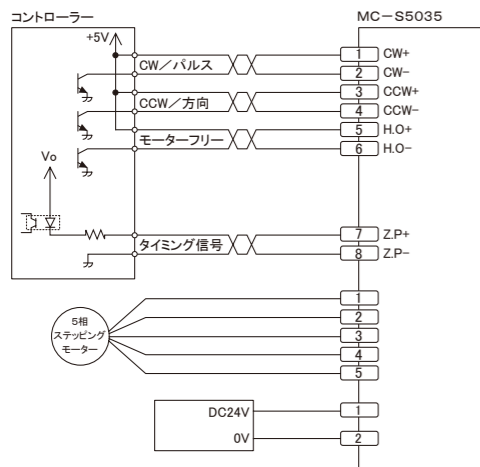 コントローラー
MC-S5035
+5V
CW／パルス
1 CW+
2 CW-
CCW／方向
3 CCW+
4 CCW-
モーターフリー
5 H.O+
6 H.O-
Vo
タイミング信号
7 Z.P+
8 Z.P-
5相
ステッピング
モーター
1
2
3
4
5
DC24V
1
0V
2